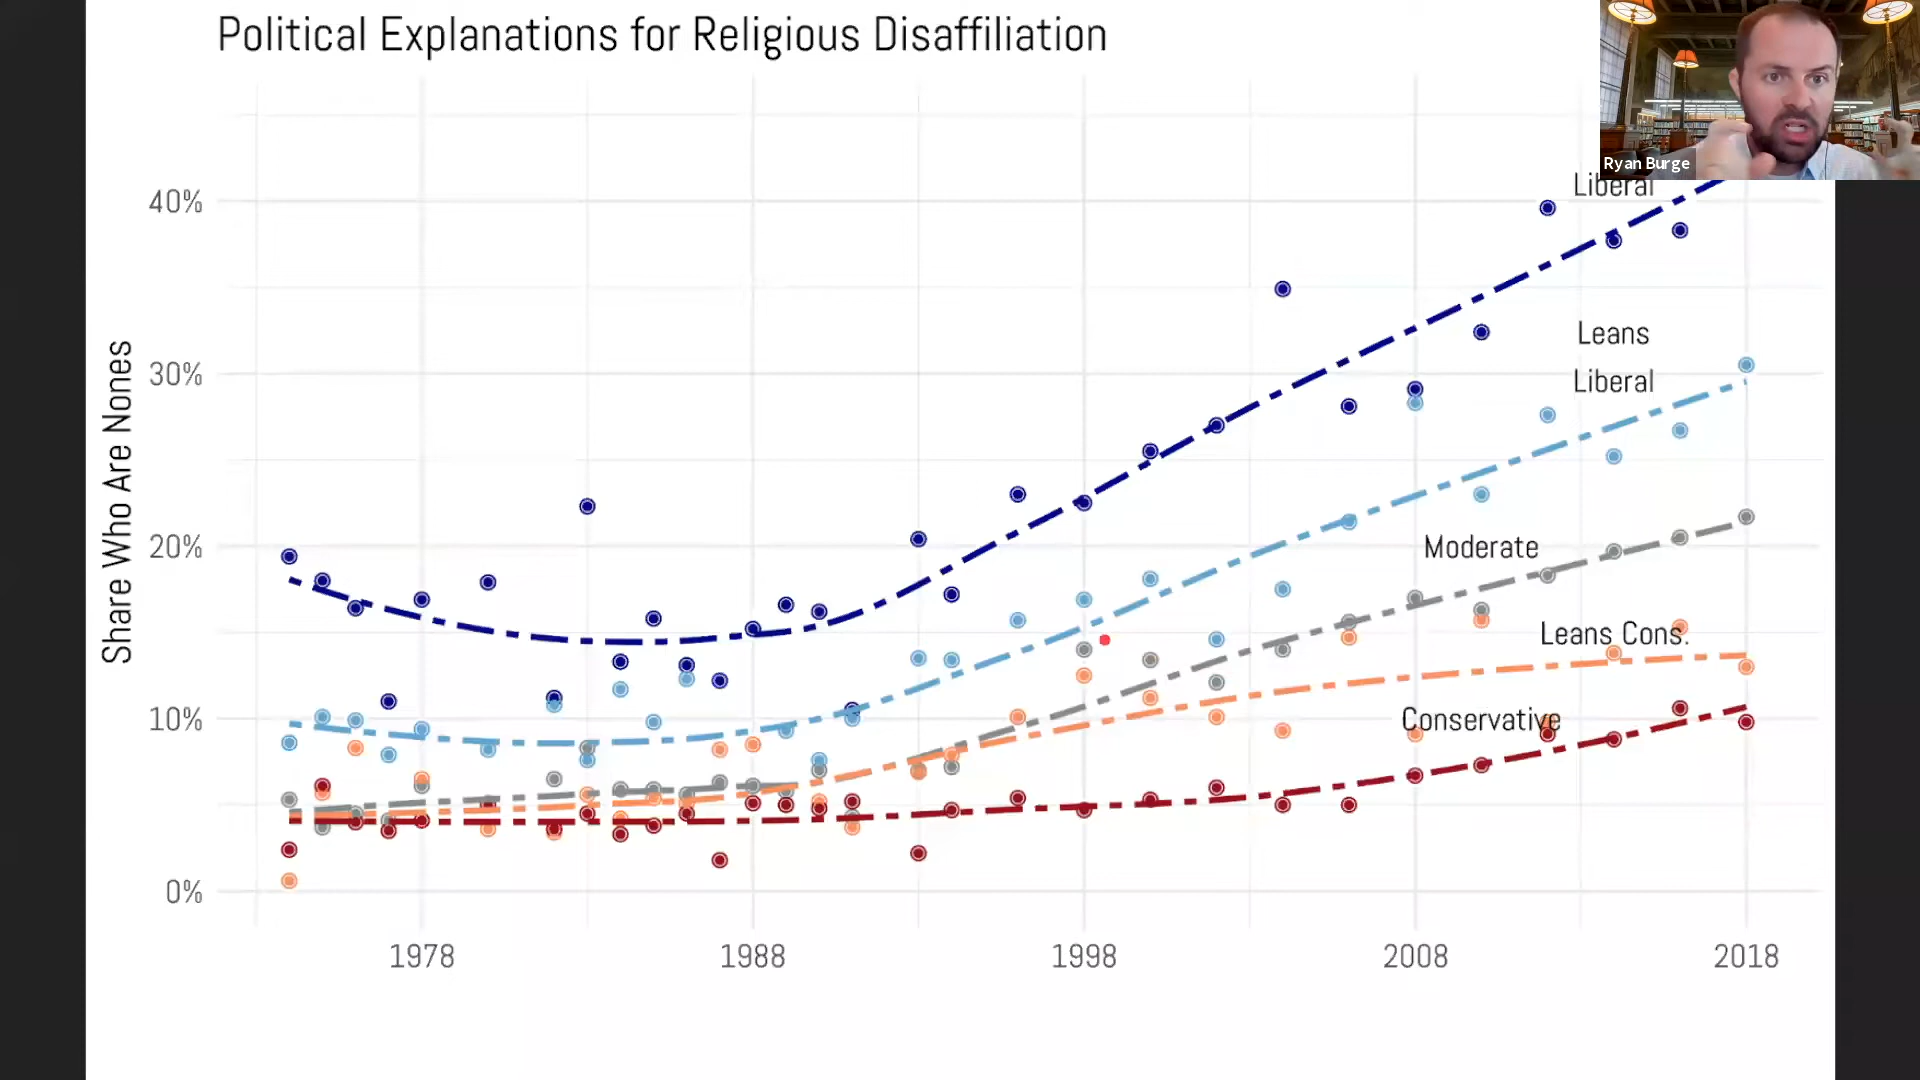 Political Explanations for Religious Disaffiliation
Ryan Burge
Liberal
40%
Leans
Liberal
30%
Share Who Are Nones
Moderate
20%
Leans Cons.
Conservative
10%
0%
1978 1988 1998 2008 2018